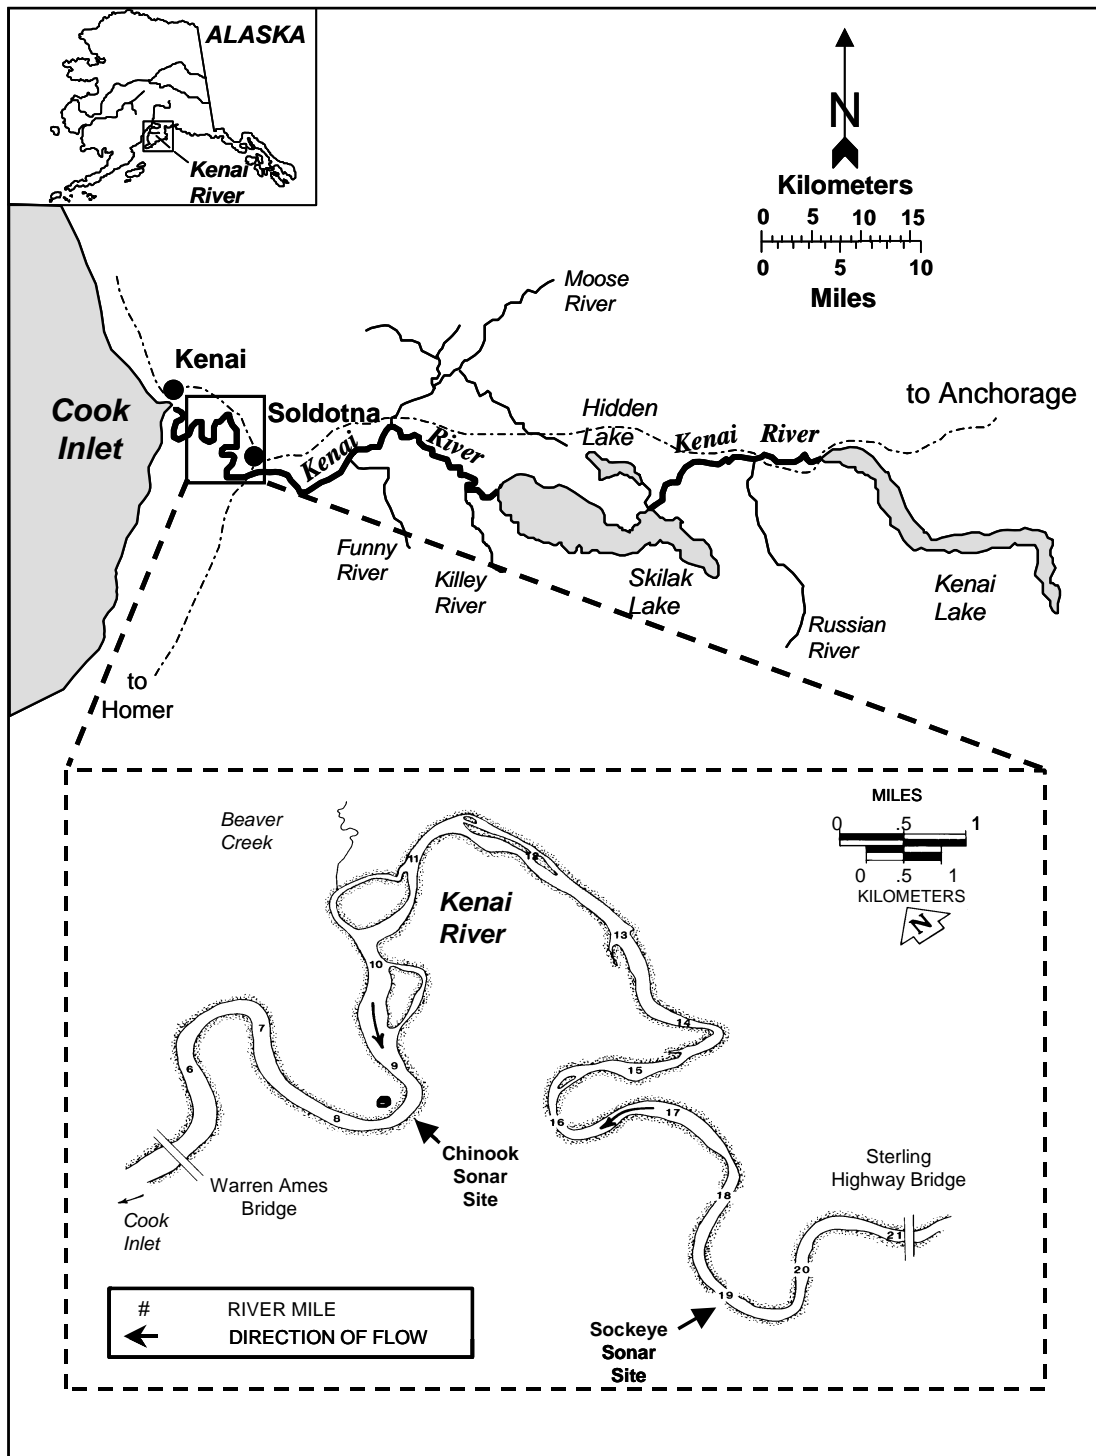 ALASKA
Kenai
River
N
Kilometers
0 5 10 15
0 5 10
Miles
Moose
River
Kenai
Soldotna
Cook
Inlet
Hidden
Lake
to Anchorage
Kenai
River
Kenai River
Funny
River
Killey
River
Skilak
Lake
Kenai
Lake
Russian
River
to
Homer
Beaver
Creek
MILES
0 .5 1
0 .5 1
KILOMETERS
N
Kenai
River
11
12
13
10
14
7
9
15
6
16
17
8
Chinook
Sonar
Site
Sterling
Highway Bridge
Warren Ames
Bridge
18
21
Cook
Inlet
20
19
# RIVER MILE
DIRECTION OF FLOW
Sockeye
Sonar
Site